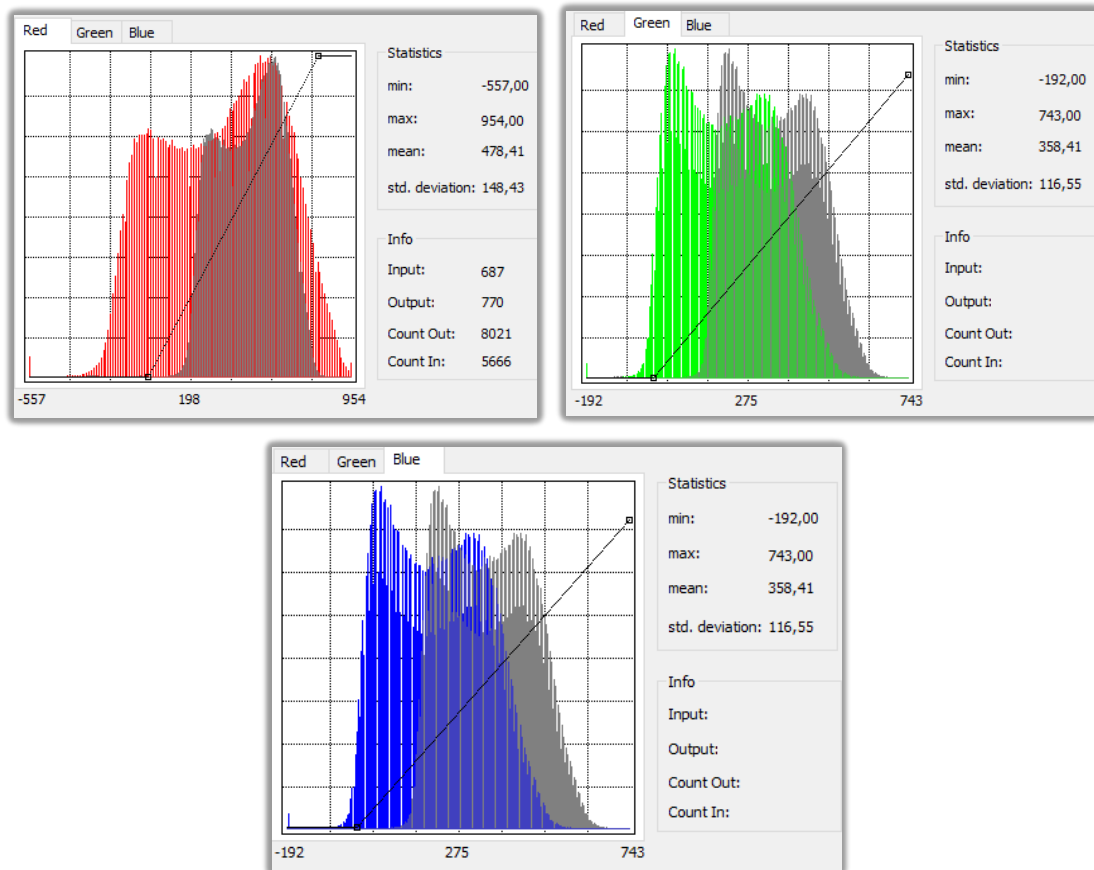 Red Green Blue
Statistics
min: -557,00
max: 954,00
mean: 478,41
std. deviation: 148,43
Info
Input: 687
Output: 770
Count Out: 8021
Count In: 5666
-557 198 954
Red Green Blue
Statistics
min: -192,00
max: 743,00
mean: 358,41
std. deviation: 116,55
Info
Input:
Output:
Count Out:
Count In:
-192 275 743
Red Green Blue
Statistics
min: -192,00
max: 743,00
mean: 358,41
std. deviation: 116,55
Info
Input:
Output:
Count Out:
Count In:
-192 275 743